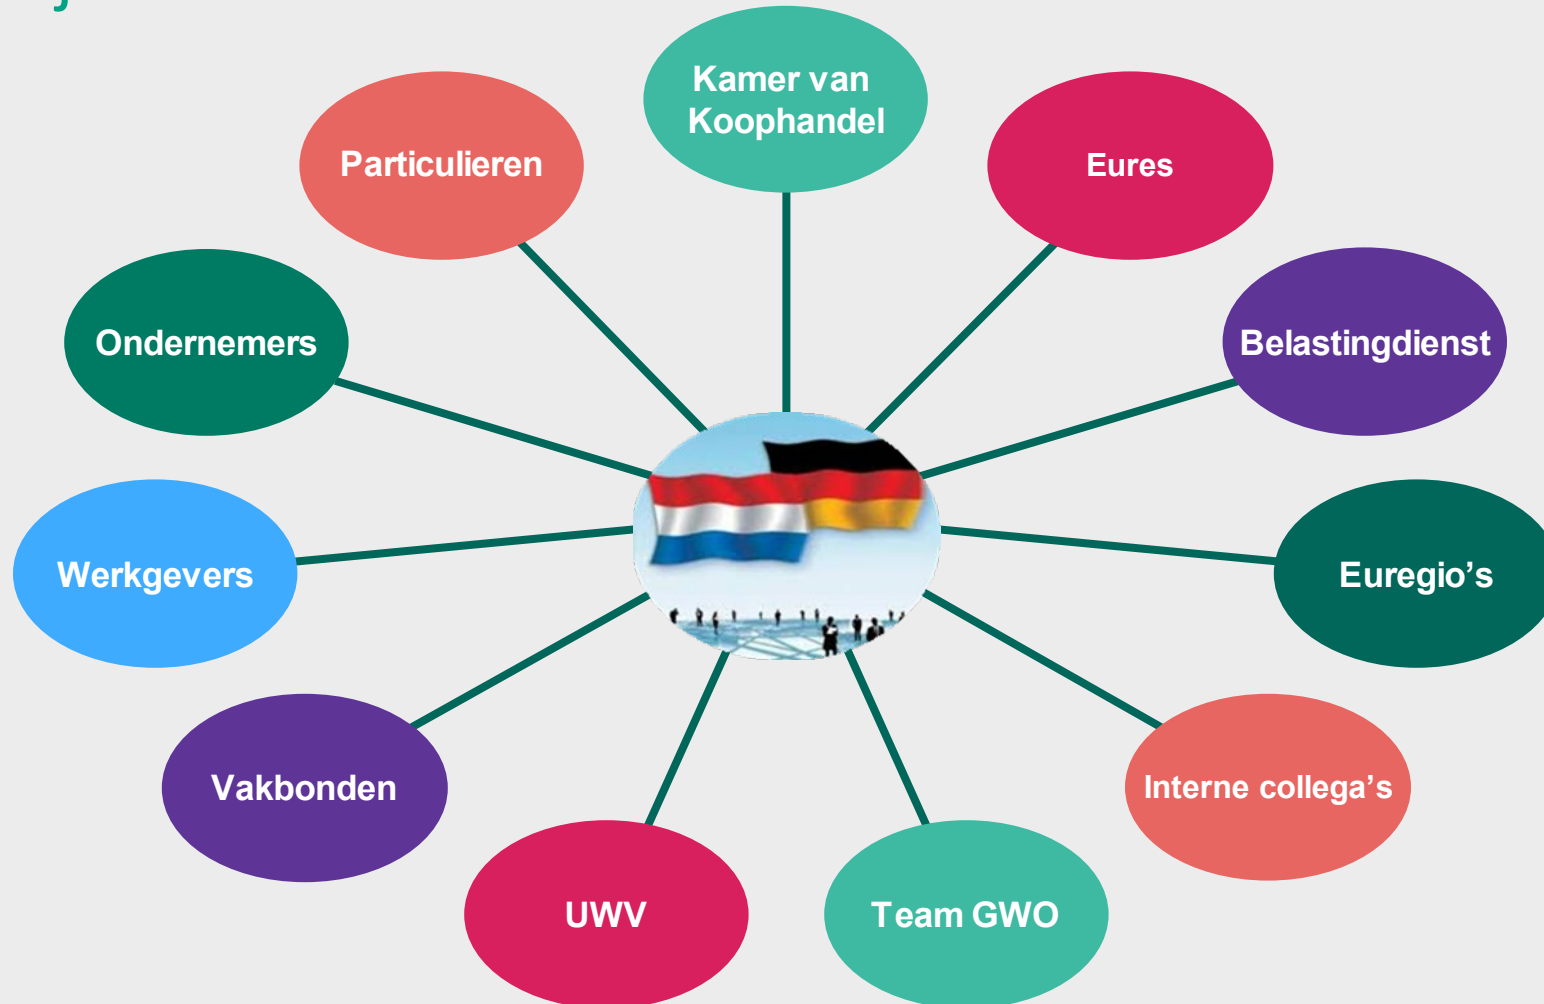 Kamer van
Koophandel
Particulieren
Eures
Ondernemers
Belastingdienst
Werkgevers
Euregio’s
Vakbonden
Interne collega’s
UWV
Team GWO